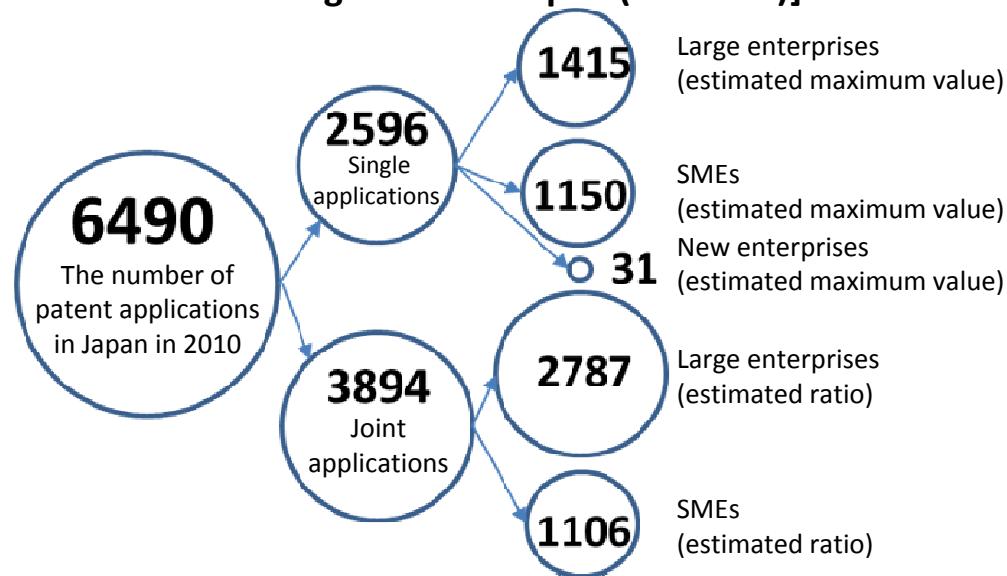 6490
The number of
patent applications
in Japan in 2010
2596
Single
applications
3894
Joint
applications
1415
Large enterprises
(estimated maximum value)
1150
SMEs
(estimated maximum value)
31
New enterprises
(estimated maximum value)
2787
Large enterprises
(estimated ratio)
1106
SMEs
(estimated ratio)